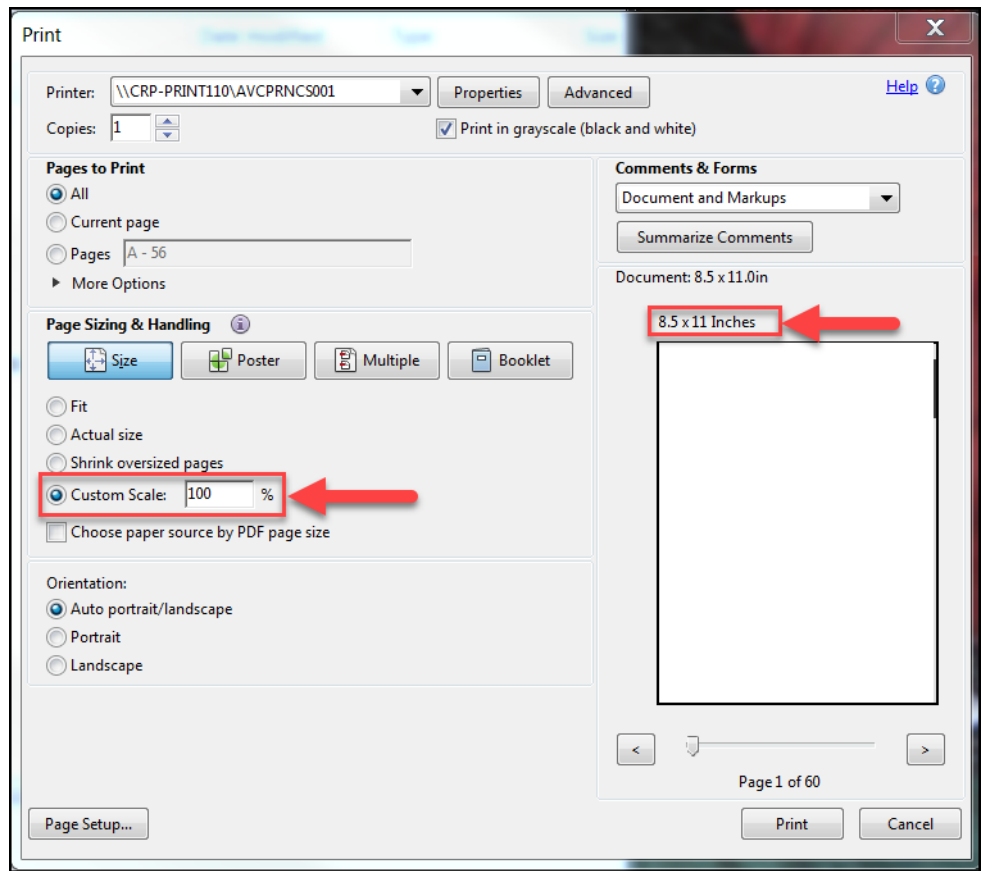 Print
X
Printer: \\CRP-PRINT110\AVCPRNCS001 Properties Advanced Help ?
Copies: 1 Print in grayscale (black and white)
Pages to Print
All
Current page
Pages A - 56
More Options
Comments & Forms
Document and Markups
Summarize Comments
Page Sizing & Handling i
Size Poster Multiple Booklet
Fit
Actual size
Shrink oversized pages
Custom Scale: 100 %
Choose paper source by PDF page size
Orientation:
Auto portrait/landscape
Portrait
Landscape
Document: 8.5 x 11.0in
8.5 x 11 Inches
< >
Page 1 of 60
Page Setup... Print Cancel